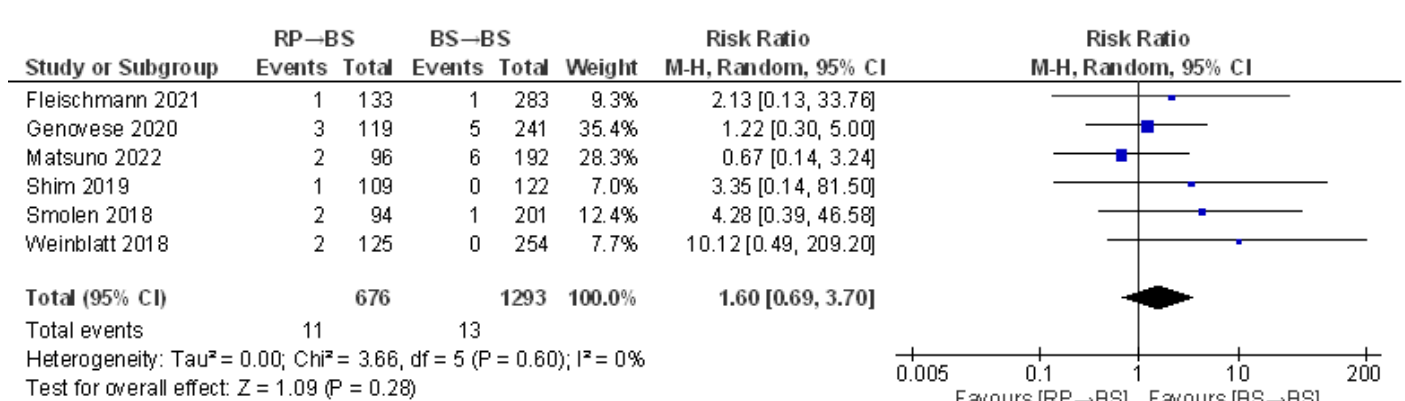 RP→BS BS→BS Risk Ratio Risk Ratio
Study or Subgroup Events Total Events Total Weight M-H, Random, 95% CI M-H, Random, 95% CI
Fleischmann 2021 1 133 1 283 9.3% 2.13 [0.13, 33.76]
Genovese 2020 3 119 5 241 35.4% 1.22 [0.30, 5.00]
Matsuno 2022 2 96 6 192 28.3% 0.67 [0.14, 3.24]
Shim 2019 1 109 0 122 7.0% 3.35 [0.14, 81.50]
Smolen 2018 2 94 1 201 12.4% 4.28 [0.39, 46.58]
Weinblatt 2018 2 125 0 254 7.7% 10.12 [0.49, 209.20]
Total (95% CI) 676 1293 100.0% 1.60 [0.69, 3.70]
Total events 11 13
Heterogeneity: Tau² = 0.00; Chi² = 3.66, df = 5 (P = 0.60); I² = 0%
Test for overall effect: Z = 1.09 (P = 0.28)
0.005 0.1 1 10 200
Favours [RP→BS] Favours [BS→BS]